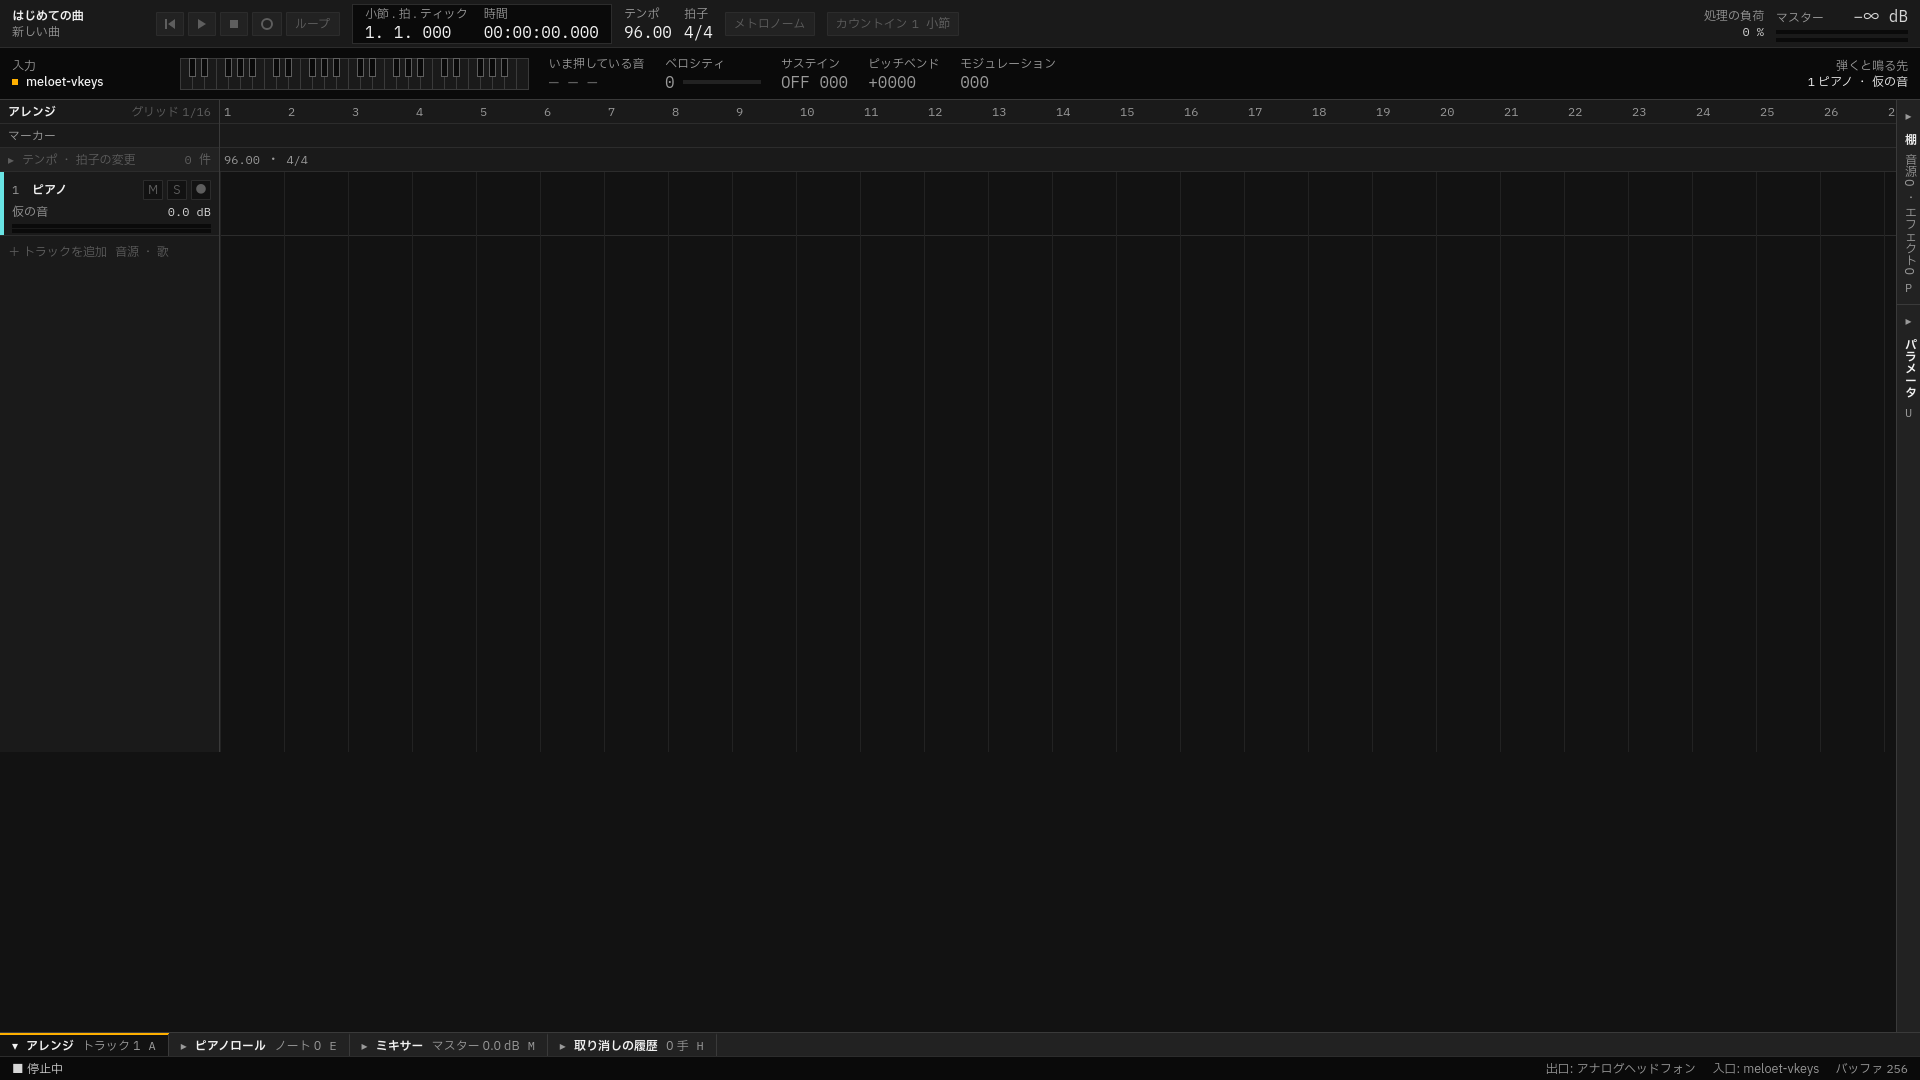 はじめての曲
新しい曲
ループ
小節 . 拍 . ティック 時間
1. 1. 000 00:00:00.000
テンポ 拍子
96.00 4/4
メトロノーム
カウントイン 1 小節
処理の負荷 マスター -∞ dB
0 %
入力
meloet-vkeys
いま押している音 ベロシティ サステイン ピッチベンド モジュレーション
— — — 0 OFF 000 +0000 000
弾くと鳴る先
1 ピアノ · 仮の音
アレンジ グリッド 1/16
1 2 3 4 5 6 7 8 9 10 11 12 13 14 15 16 17 18 19 20 21 22 23 24 25 26 2
マーカー
▸ テンポ · 拍子の変更 0 件
96.00 · 4/4
1 ピアノ M S
仮の音 0.0 dB
＋ トラックを追加 音源 · 歌
▸ 棚 音源 0 · エフェクト 0 P
▸ パラメータ U
▾ アレンジ トラック 1 A
▸ ピアノロール ノート 0 E
▸ ミキサー マスター 0.0 dB M
▸ 取り消しの履歴 0 手 H
■ 停止中
出口: アナログヘッドフォン 入口: meloet-vkeys バッファ 256